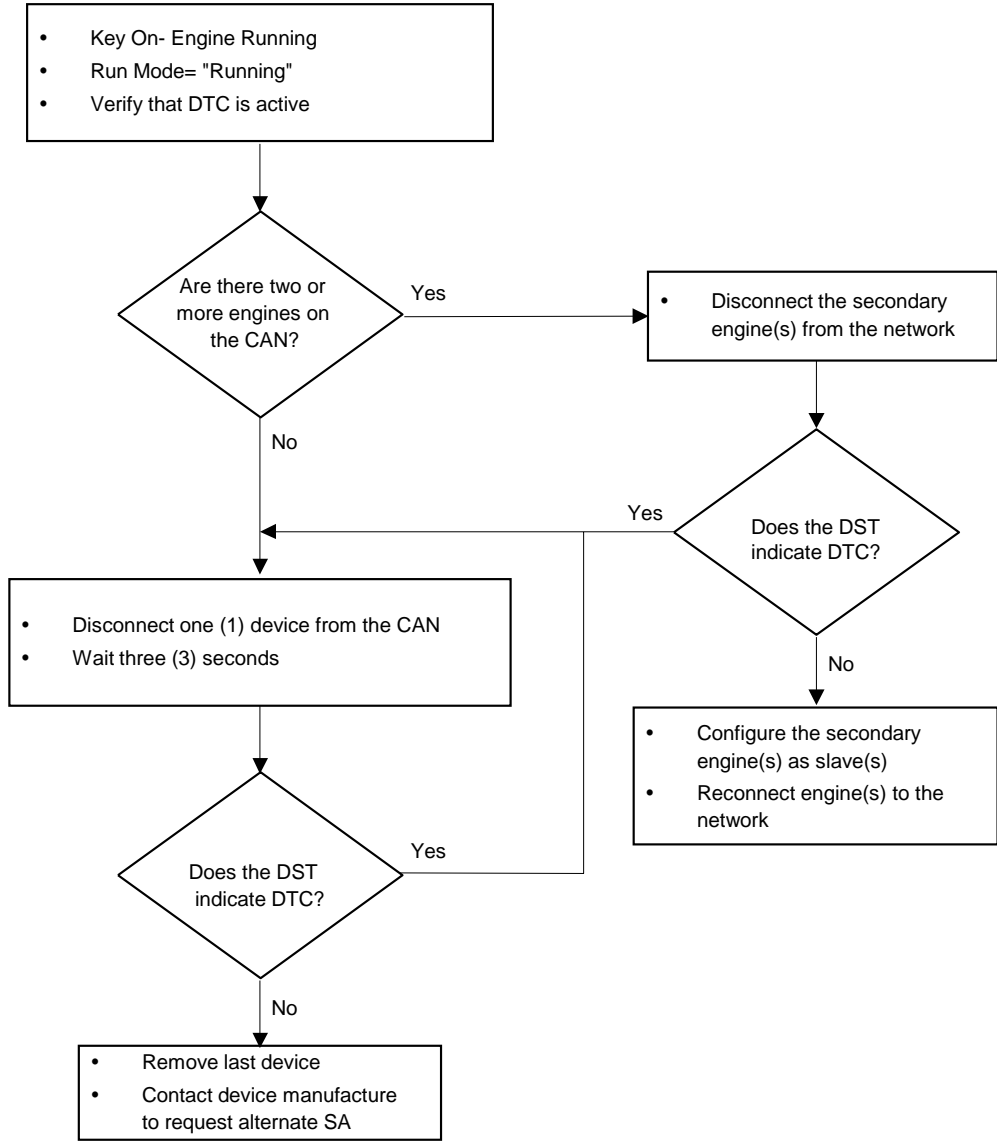 • Key On- Engine Running
• Run Mode= "Running"
• Verify that DTC is active
Are there two or
more engines on
the CAN?
Yes
• Disconnect the secondary
engine(s) from the network
No
Yes
Does the DST
indicate DTC?
• Disconnect one (1) device from the CAN
• Wait three (3) seconds
No
• Configure the secondary
engine(s) as slave(s)
• Reconnect engine(s) to the
network
Does the DST
indicate DTC?
Yes
No
• Remove last device
• Contact device manufacture
to request alternate SA